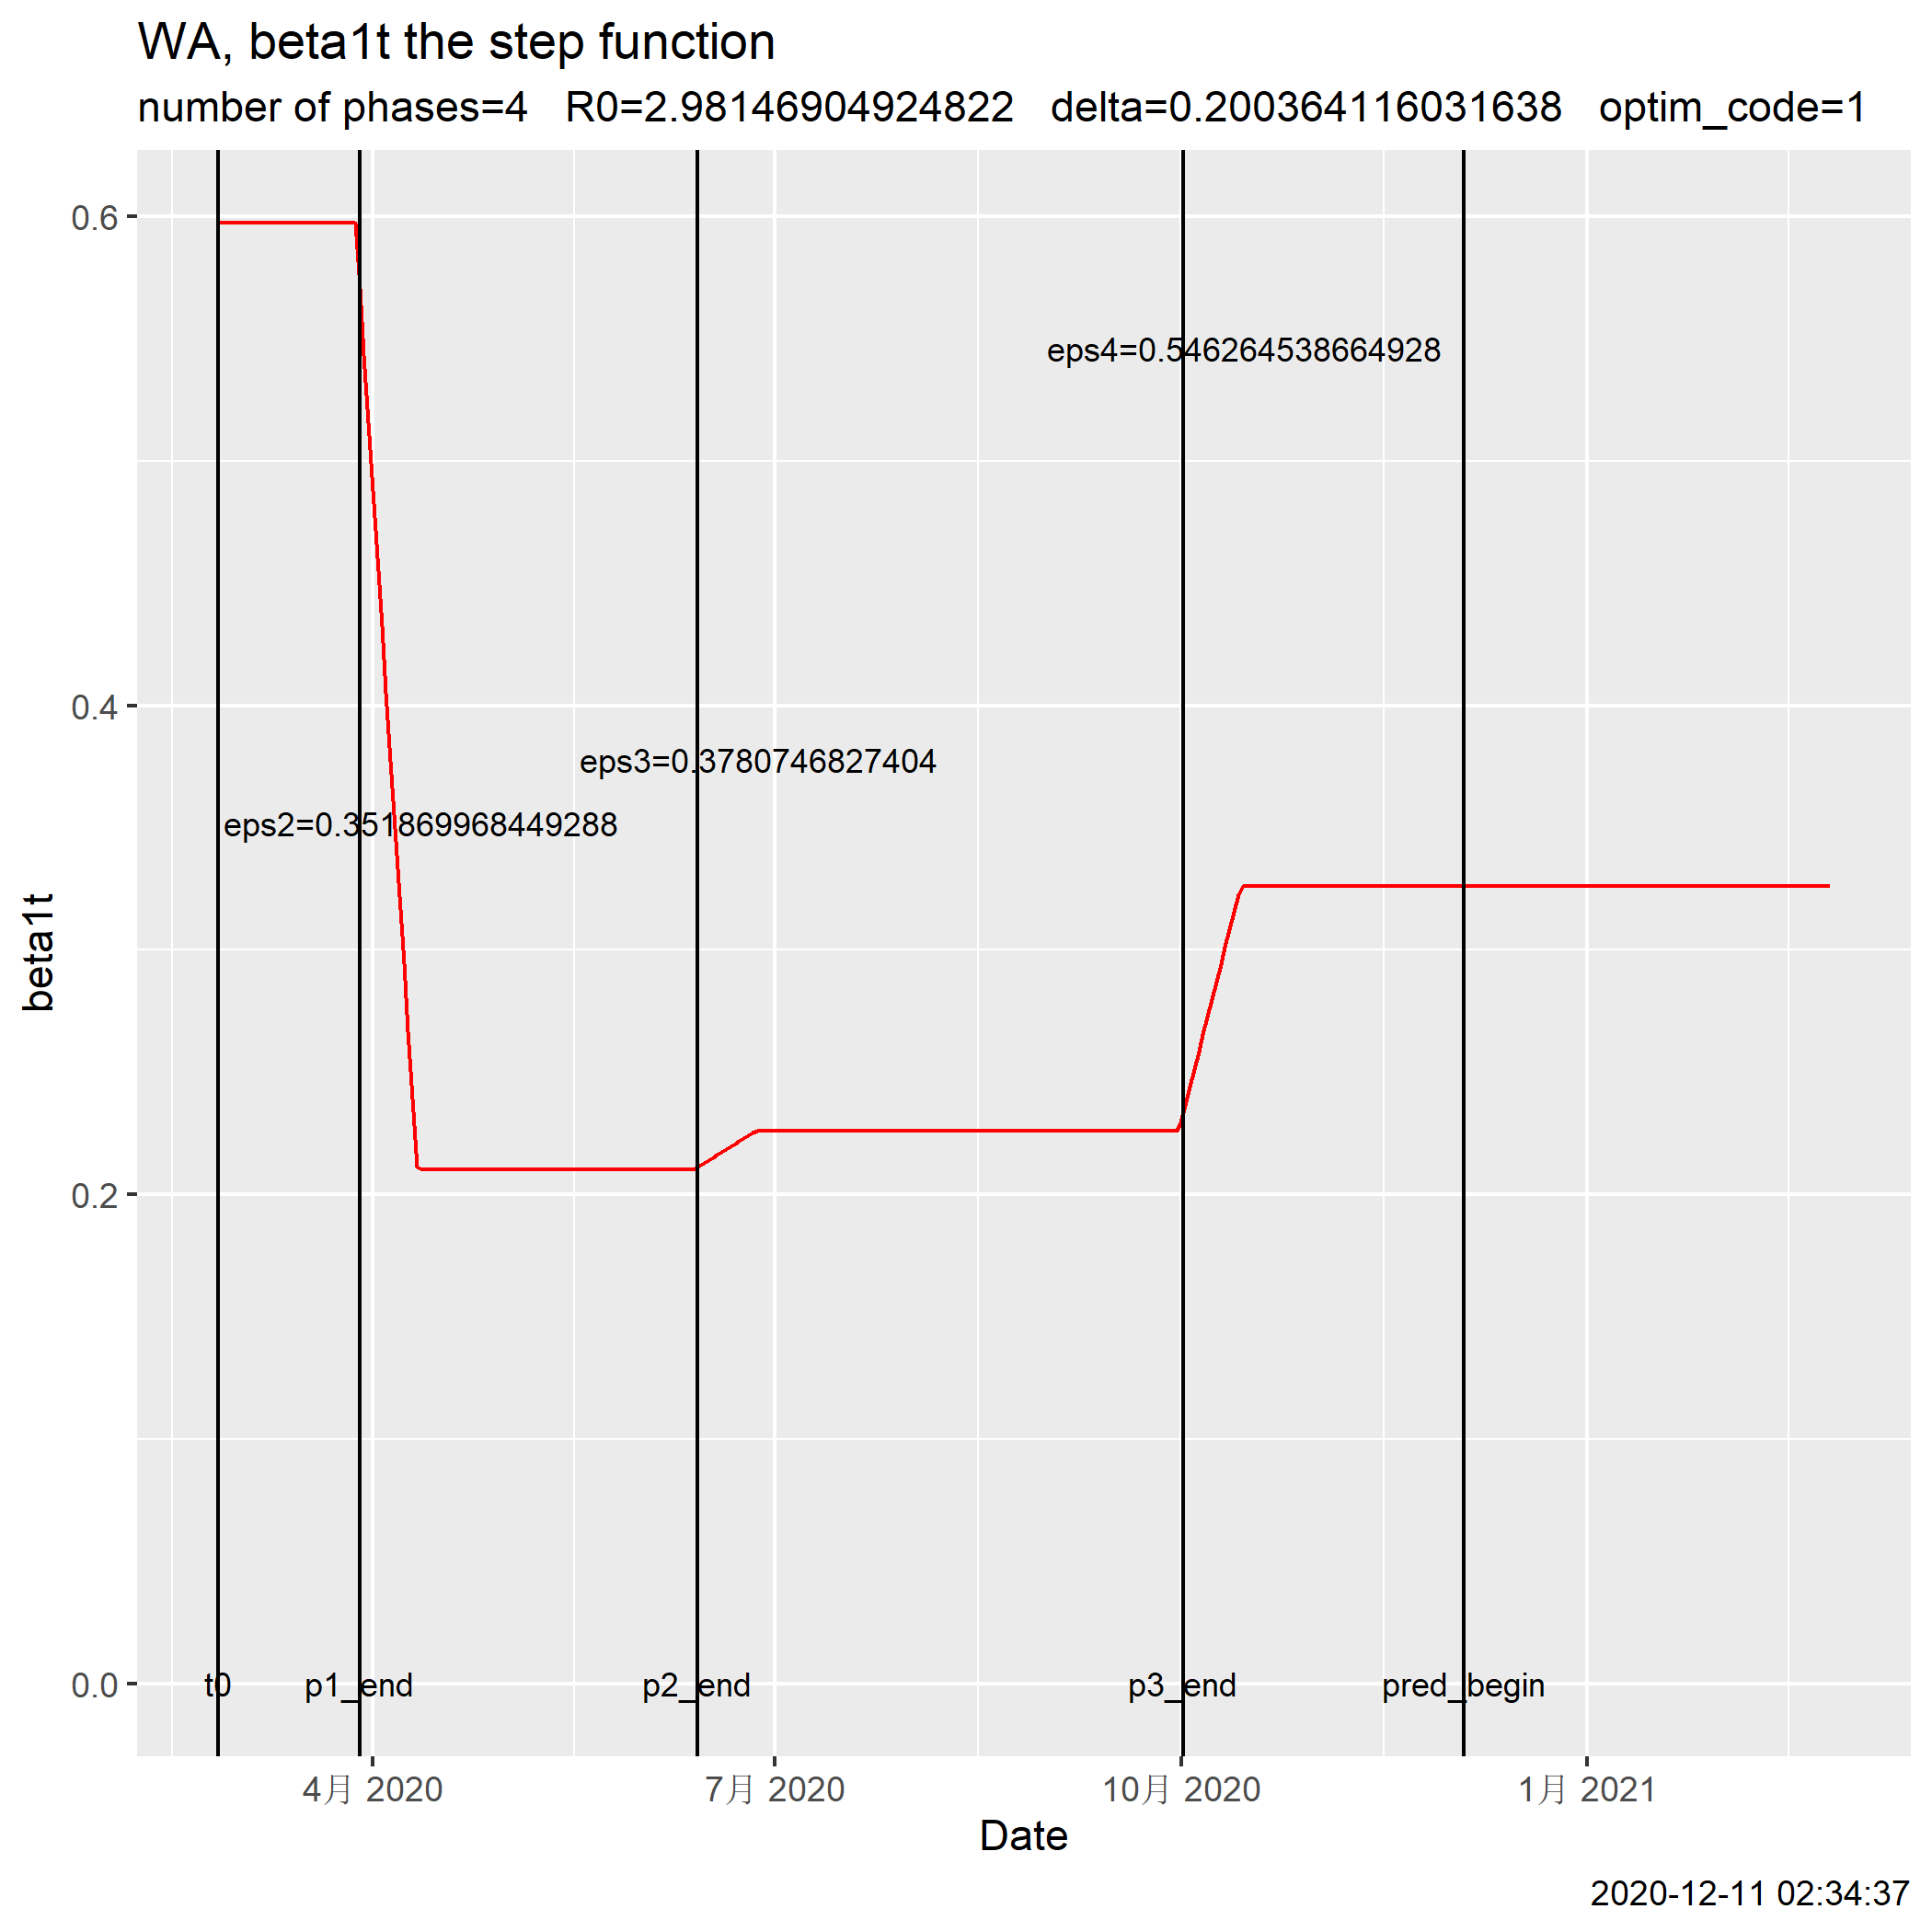 WA, beta1t the step function
number of phases=4   R0=2.98146904924822   delta=0.200364116031638   optim_code=1
0.6
eps4=0.546264538664928
0.4
eps3=0.3780746827404
eps2=0.351869968449288
beta1t
0.2
0.0
t0
p1_end
p2_end
p3_end
pred_begin
4月 2020
7月 2020
10月 2020
1月 2021
Date
2020-12-11 02:34:37